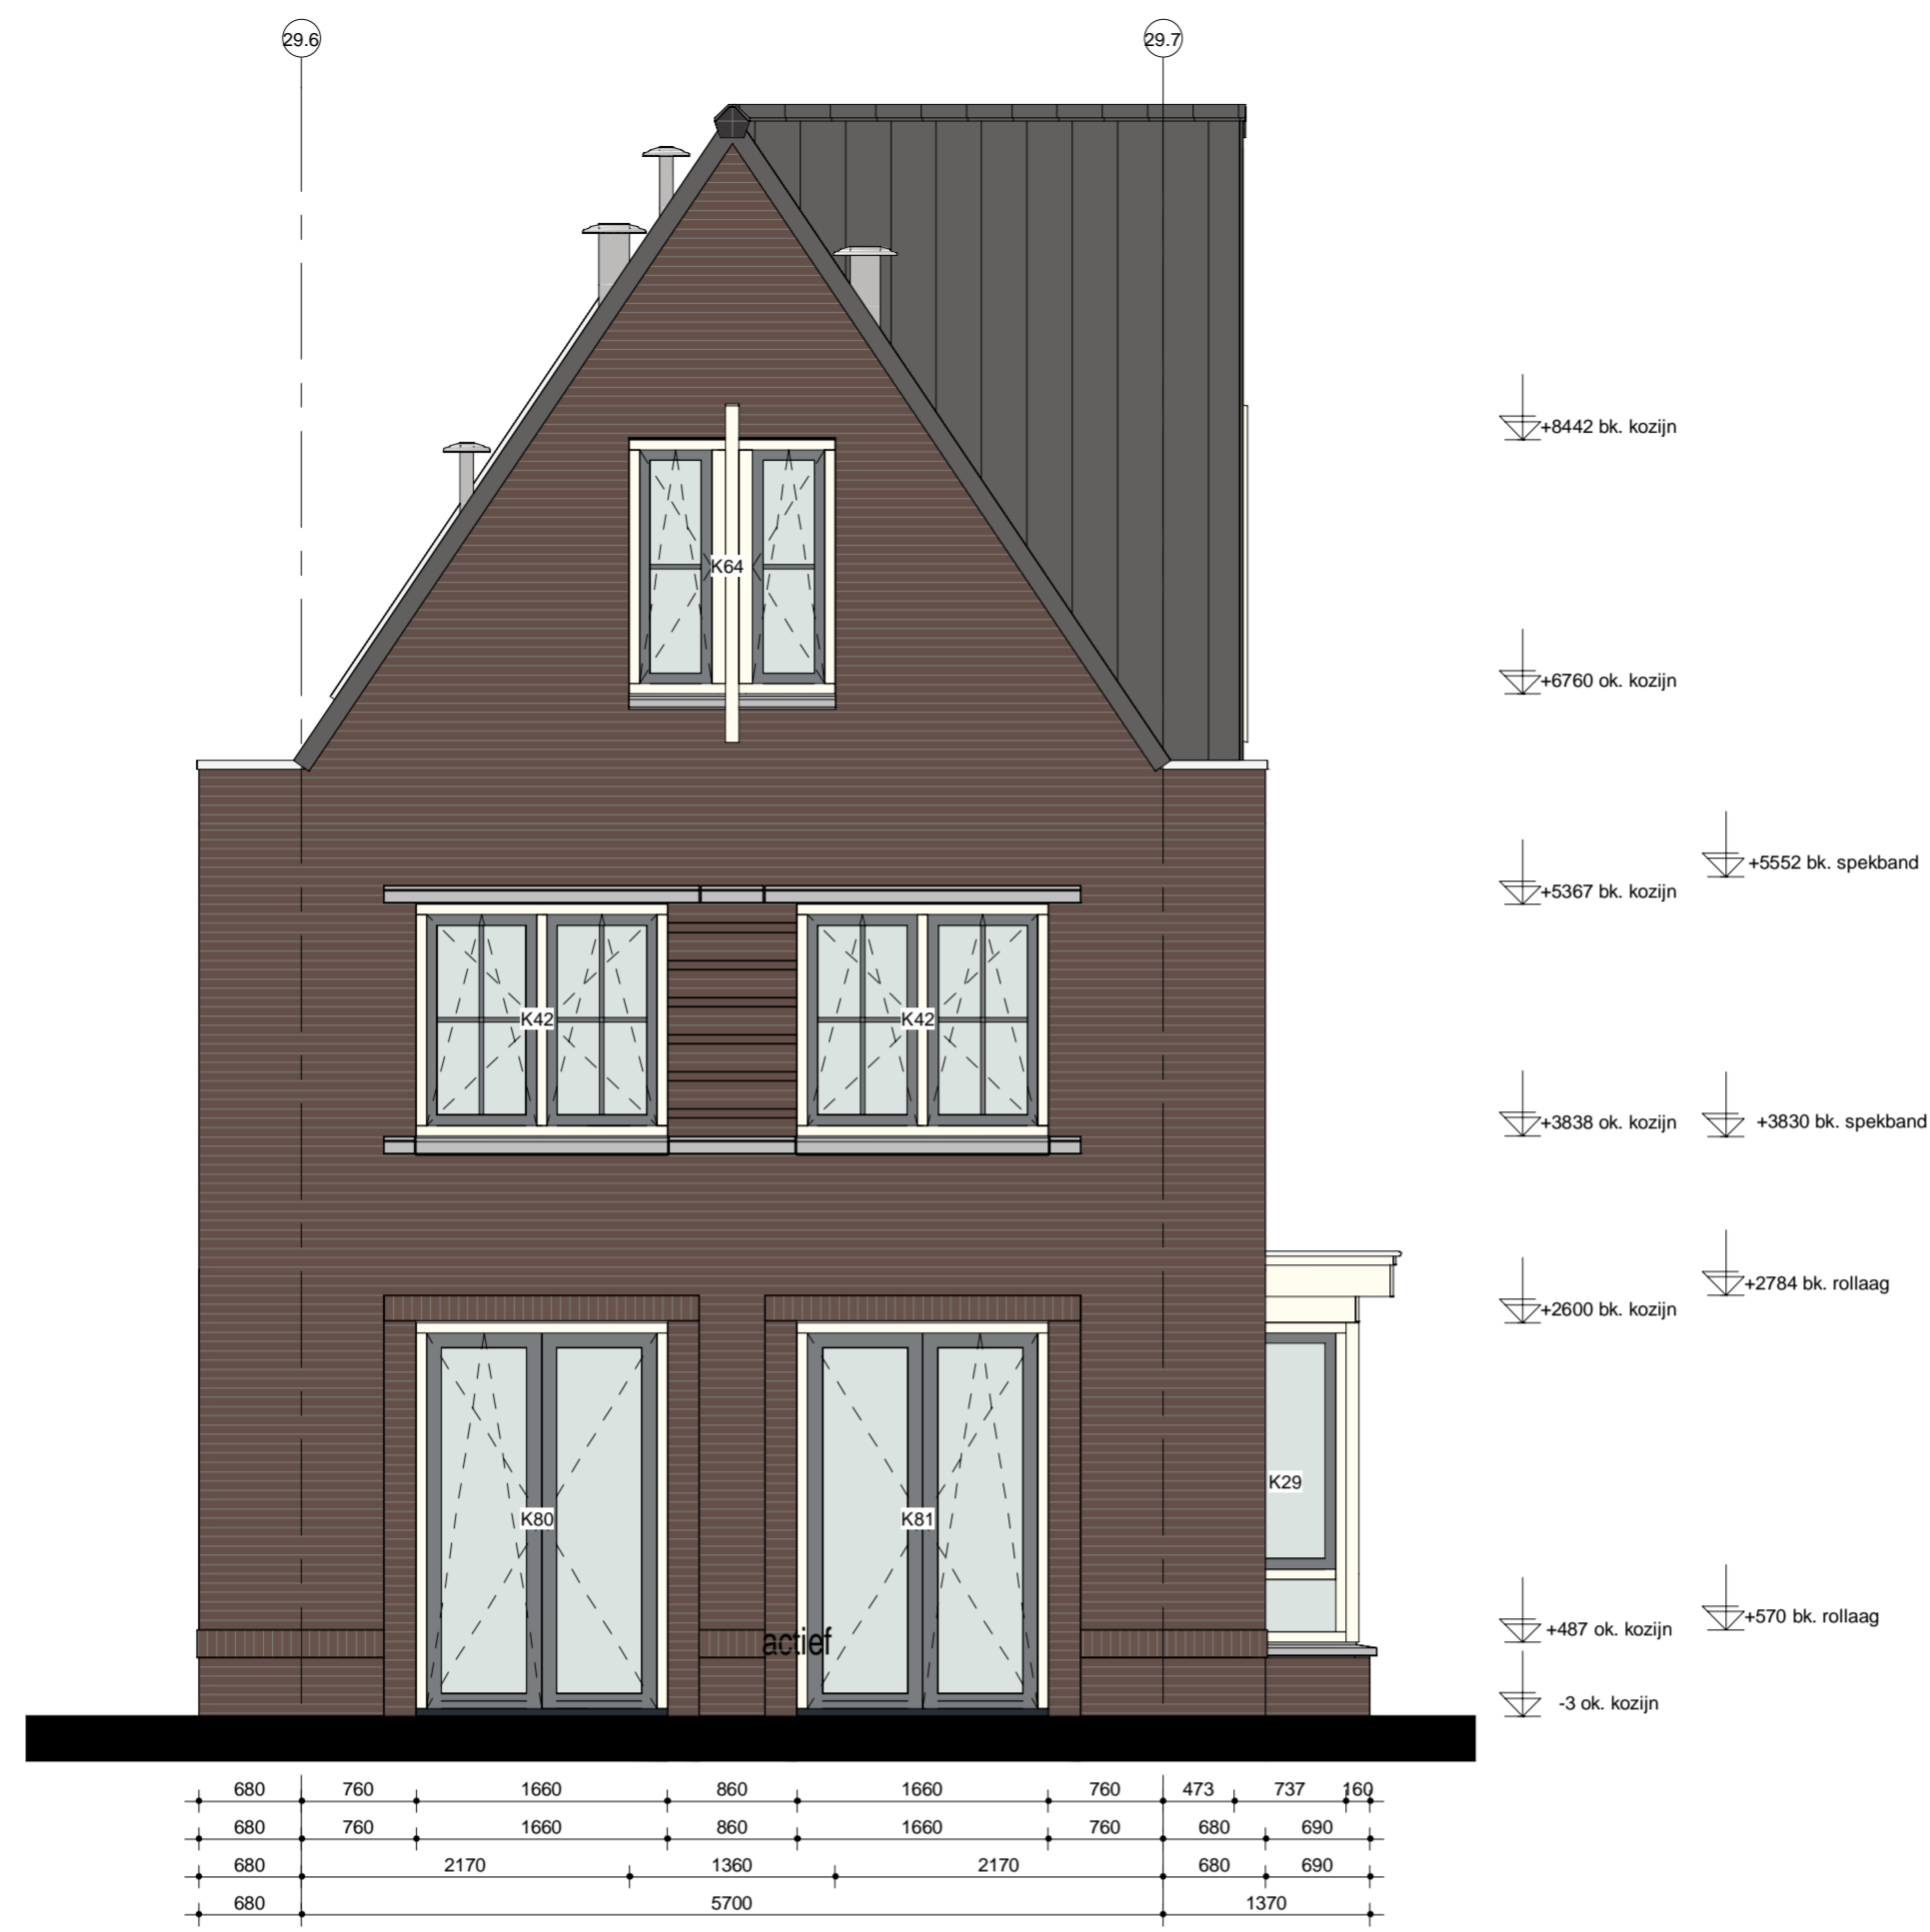 29.6 29.7
+8442 bk. kozijn
K64
+6760 ok. kozijn
+5552 bk. spekband
+5367 bk. kozijn
K42 K42
+3838 ok. kozijn +3830 bk. spekband
+2784 bk. rollaag
+2600 bk. kozijn
K29
K80 K81
+570 bk. rollaag
+487 ok. kozijn
actief
-3 ok. kozijn
680 760 1660 860 1660 760 473 737 160
680 760 1660 860 1660 760 680 690
680 2170 1360 2170 680 690
680 5700 1370